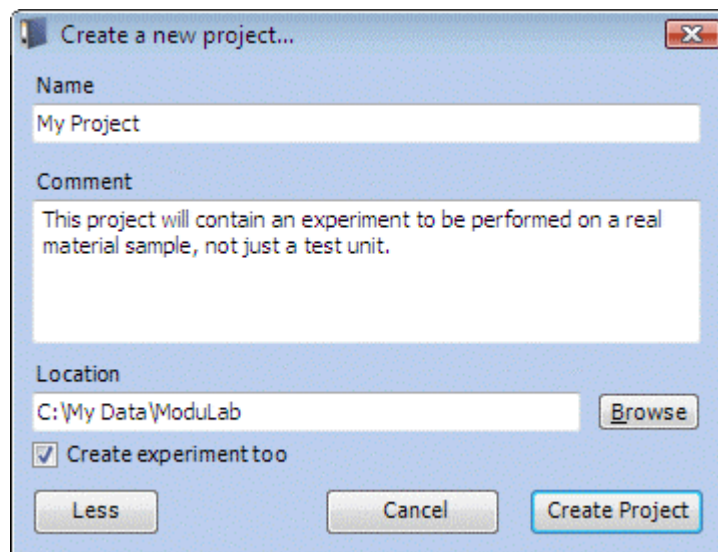 Create a new project...
Name
My Project
Comment
This project will contain an experiment to be performed on a real
material sample, not just a test unit.
Location
C:\My Data\ModuLab
Browse
Create experiment too
Less
Cancel
Create Project